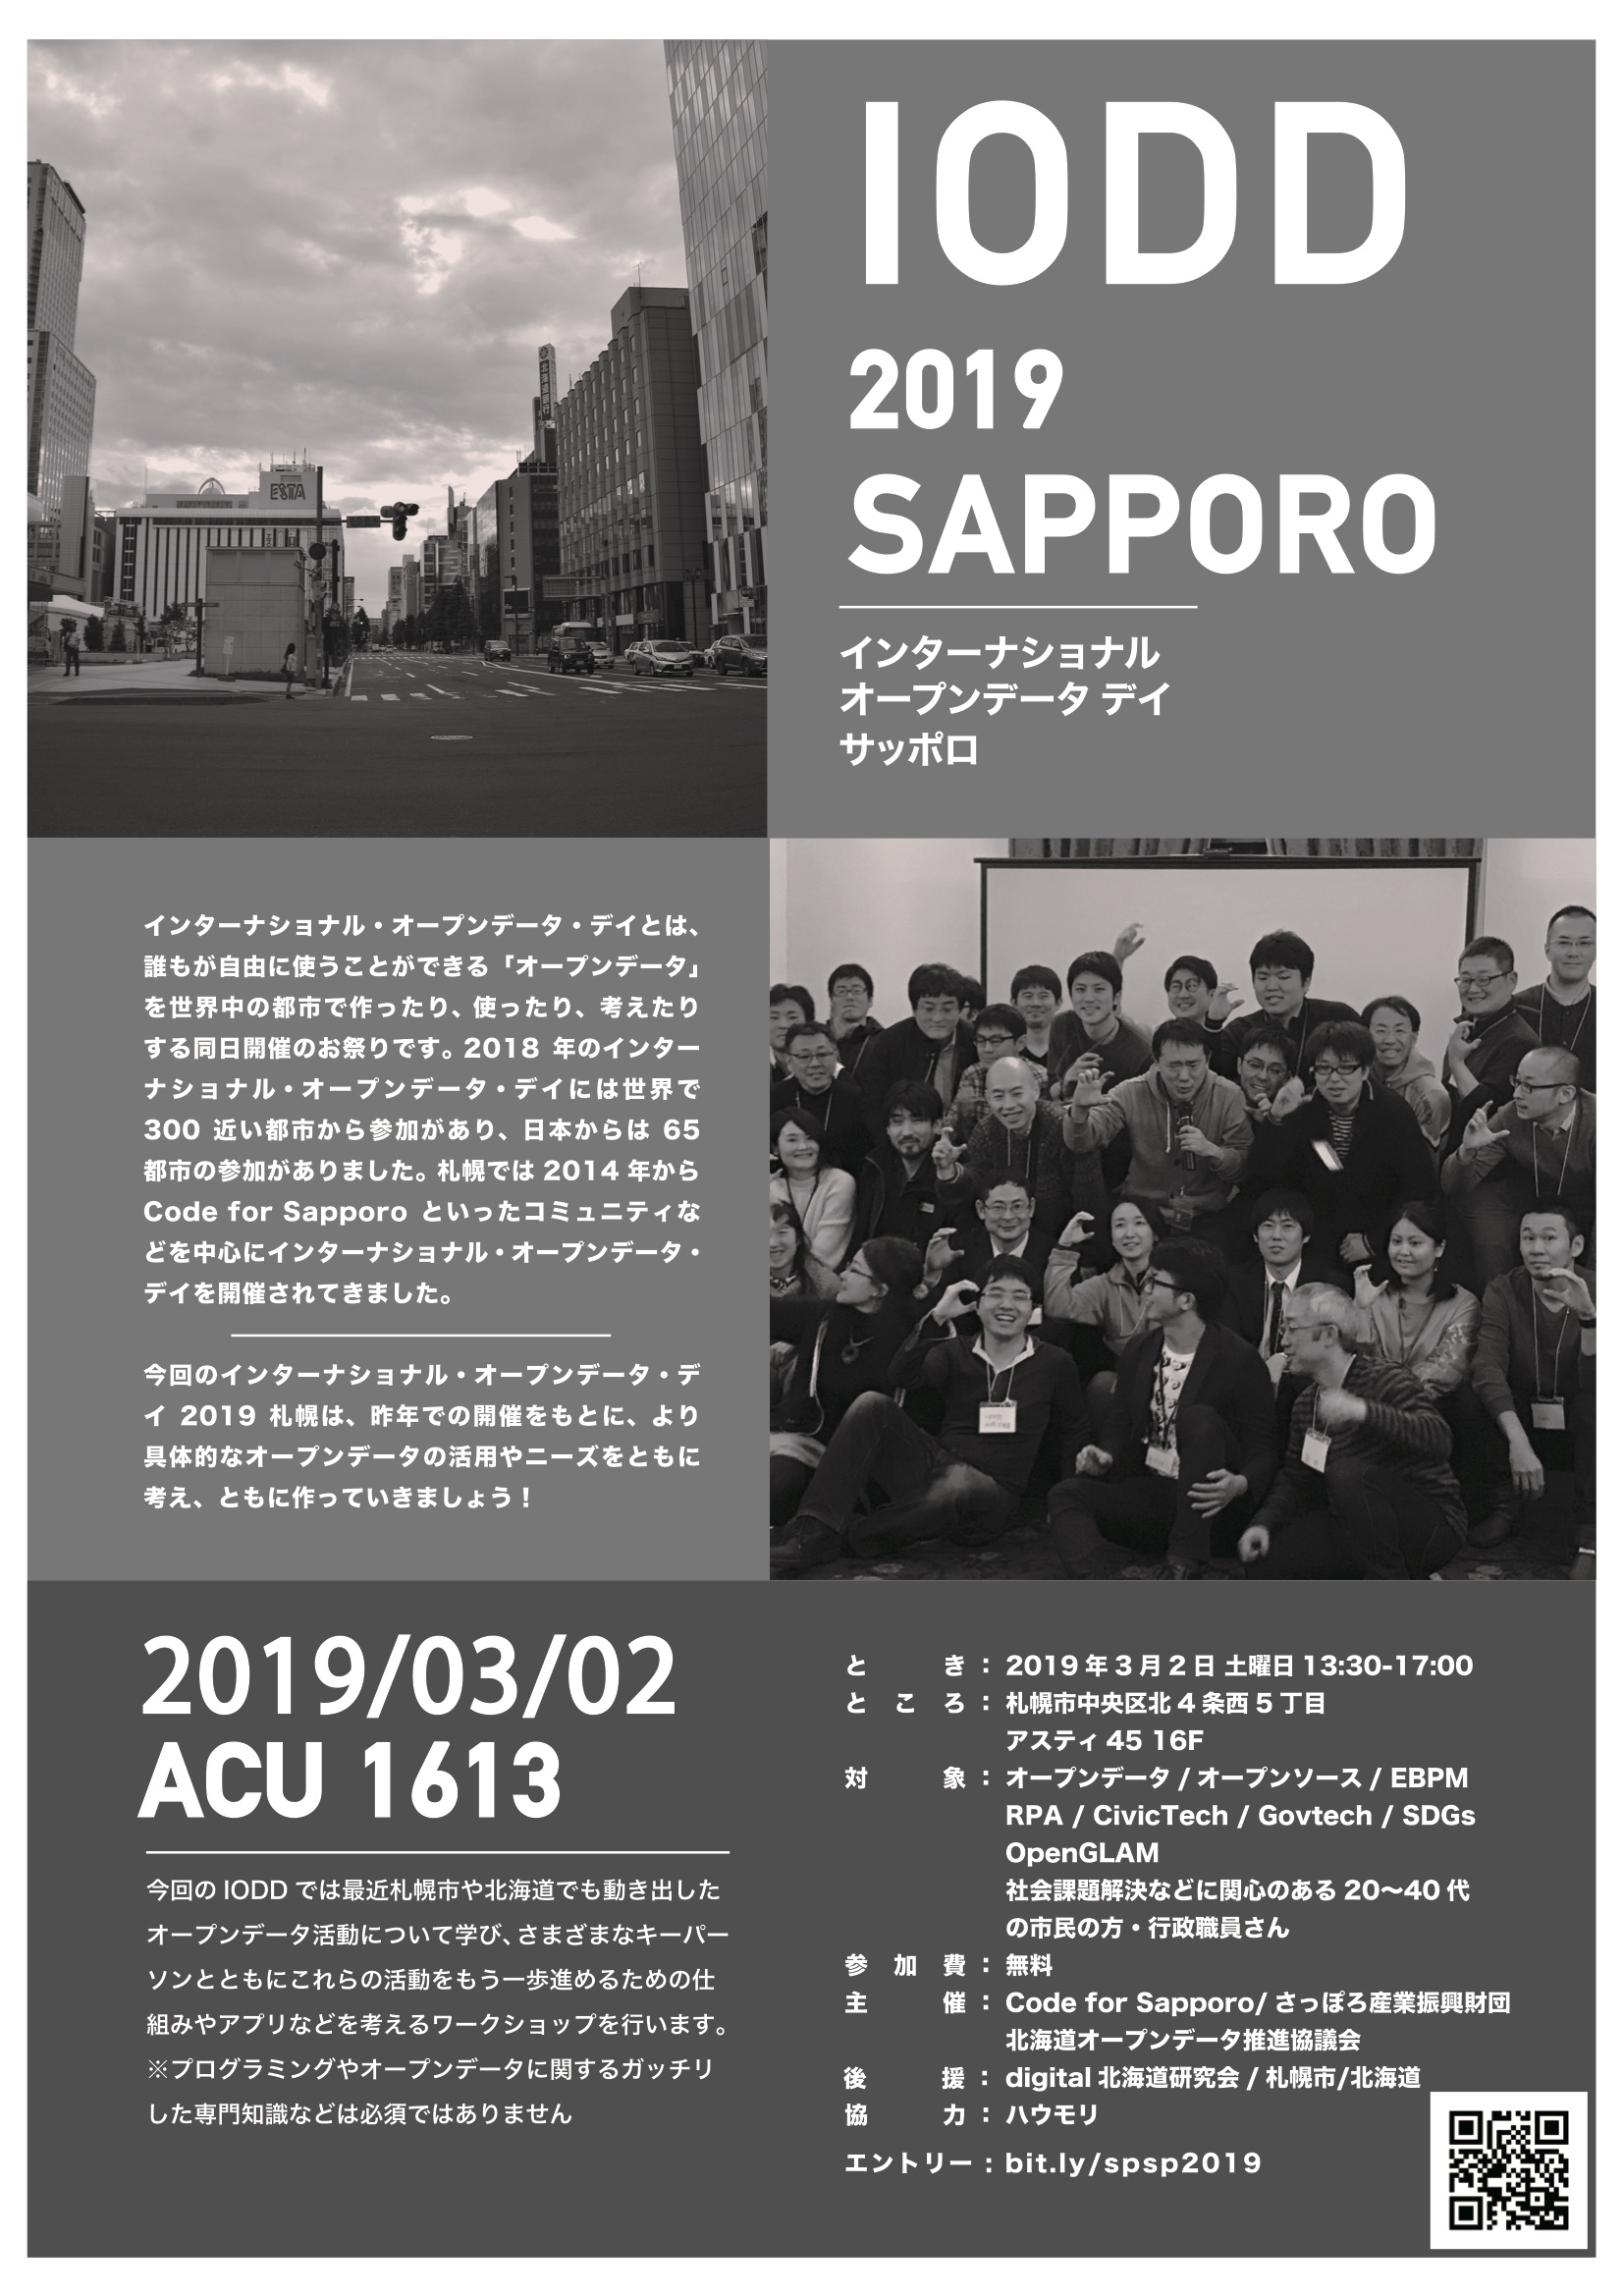 IODD
2019
SAPPORO
インターナショナル
オープンデータ デイ
サッポロ
北海道銀行
ESTA
インターナショナル・オープンデータ・デイとは、
誰もが自由に使うことができる「オープンデータ」
を世界中の都市で作ったり、使ったり、考えたり
する同日開催のお祭りです。2018 年のインター
ナショナル・オープンデータ・デイには世界で
300 近い都市から参加があり、日本からは 65
都市の参加がありました。札幌では 2014 年から
Code for Sapporo といったコミュニティな
どを中心にインターナショナル・オープンデータ・
デイを開催されてきました。
今回のインターナショナル・オープンデータ・デ
イ 2019 札幌は、昨年での開催をもとに、より
具体的なオープンデータの活用やニーズをともに
考え、ともに作っていきましょう！
2019/03/02
ACU 1613
今回の IODD では最近札幌市や北海道でも動き出した
オープンデータ活動について学び、さまざまなキーパー
ソンとともにこれらの活動をもう一歩進めるための仕
組みやアプリなどを考えるワークショップを行います。
※プログラミングやオープンデータに関するガッチリ
した専門知識などは必須ではありません
とき：2019 年 3 月 2 日 土曜日 13:30-17:00
ところ：札幌市中央区北 4 条西 5 丁目
アスティ 45 16F
対象：オープンデータ / オープンソース / EBPM
RPA / CivicTech / Govtech / SDGs
OpenGLAM
社会課題解決などに関心のある 20〜40 代
の市民の方・行政職員さん
参加費：無料
主催：Code for Sapporo/ さっぽろ産業振興財団
北海道オープンデータ推進協議会
後援：digital 北海道研究会 / 札幌市/北海道
協力：ハウモリ
エントリー：bit.ly/spsp2019